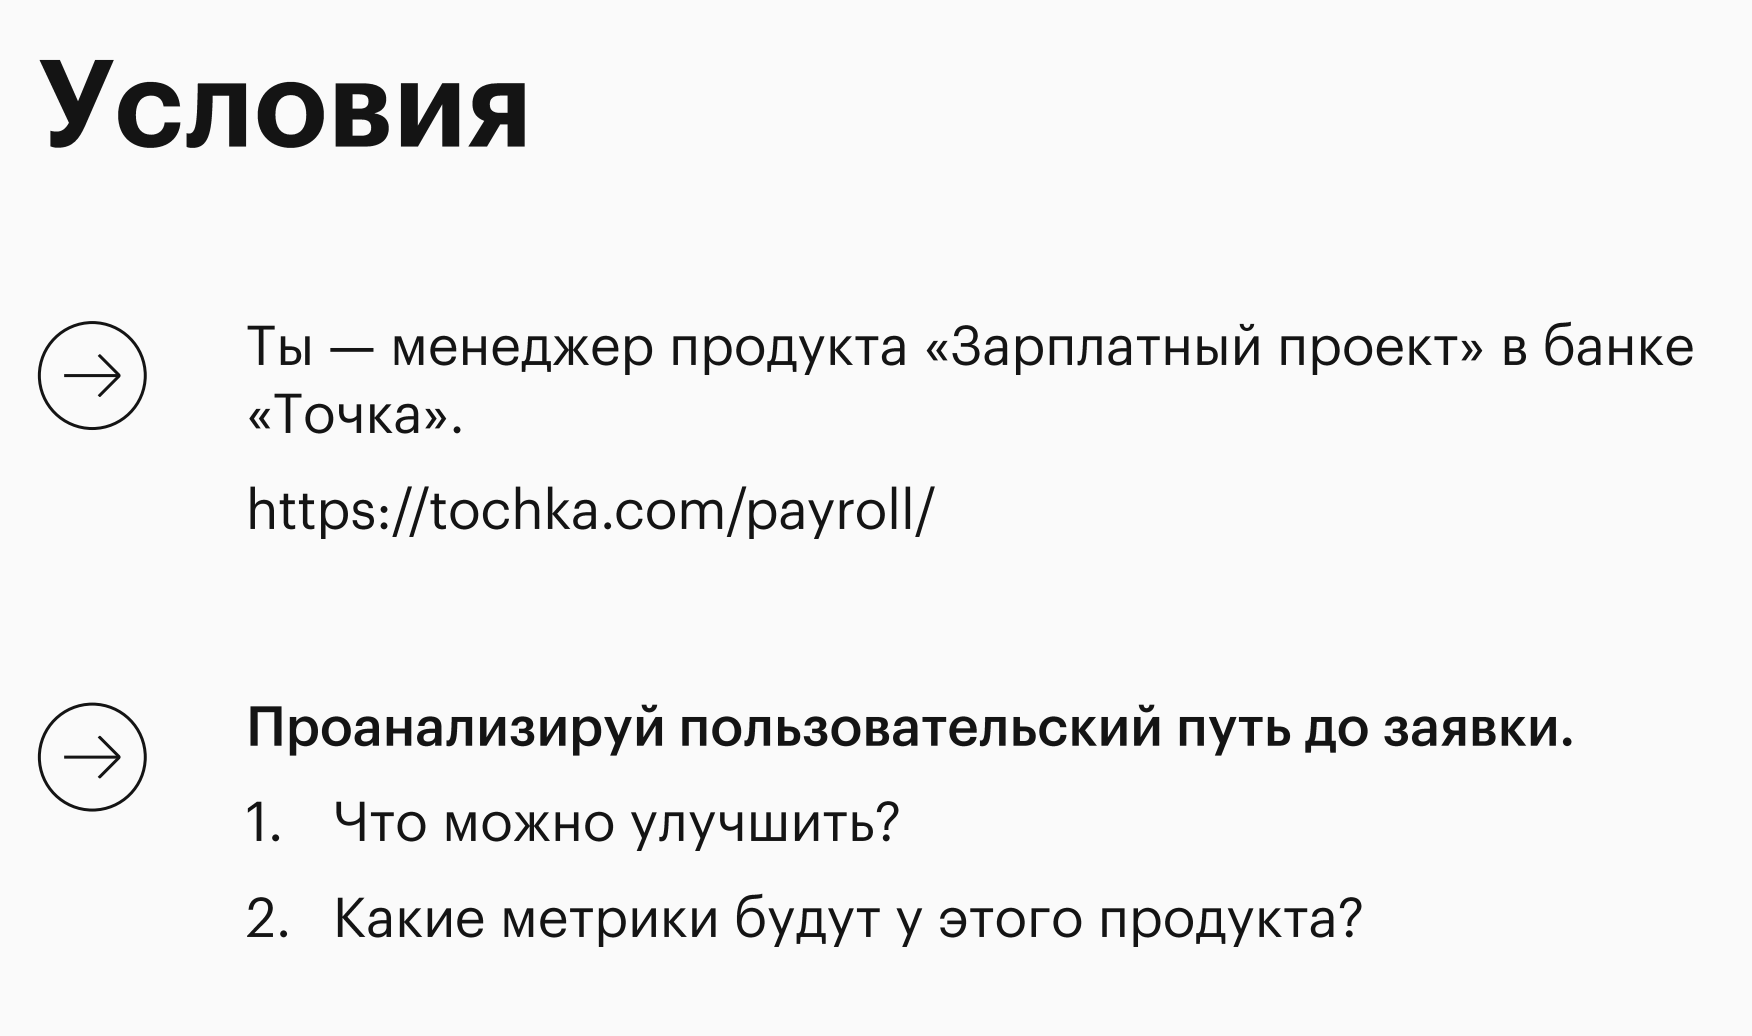 Условия
Ты — менеджер продукта «Зарплатный проект» в банке
«Точка».
https://tochka.com/payroll/
Проанализируй пользовательский путь до заявки.
1. Что можно улучшить?
2. Какие метрики будут у этого продукта?